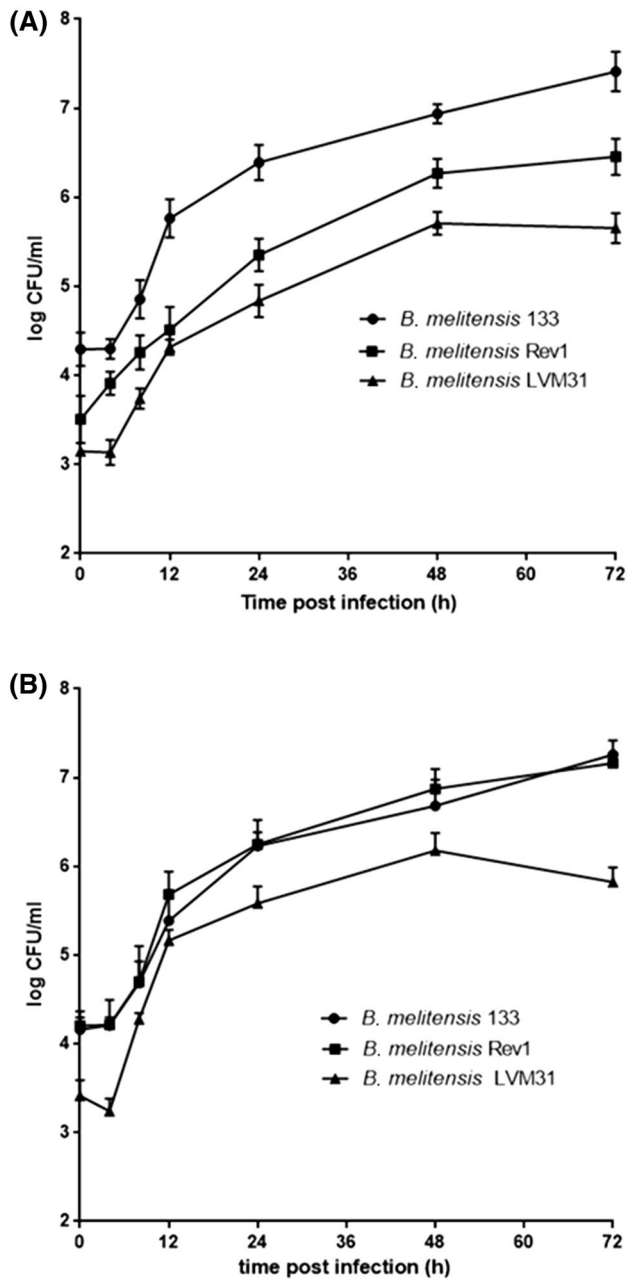 (A)
8
7
6
5
4
3
2
log CFU/ml
B. melitensis 133
B. melitensis Rev1
B. melitensis LVM31
0 12 24 36 48 60 72
Time post infection (h)
(B)
8
7
6
5
4
3
2
log CFU/ml
B. melitensis 133
B. melitensis Rev1
B. melitensis LVM31
0 12 24 36 48 60 72
time post infection (h)